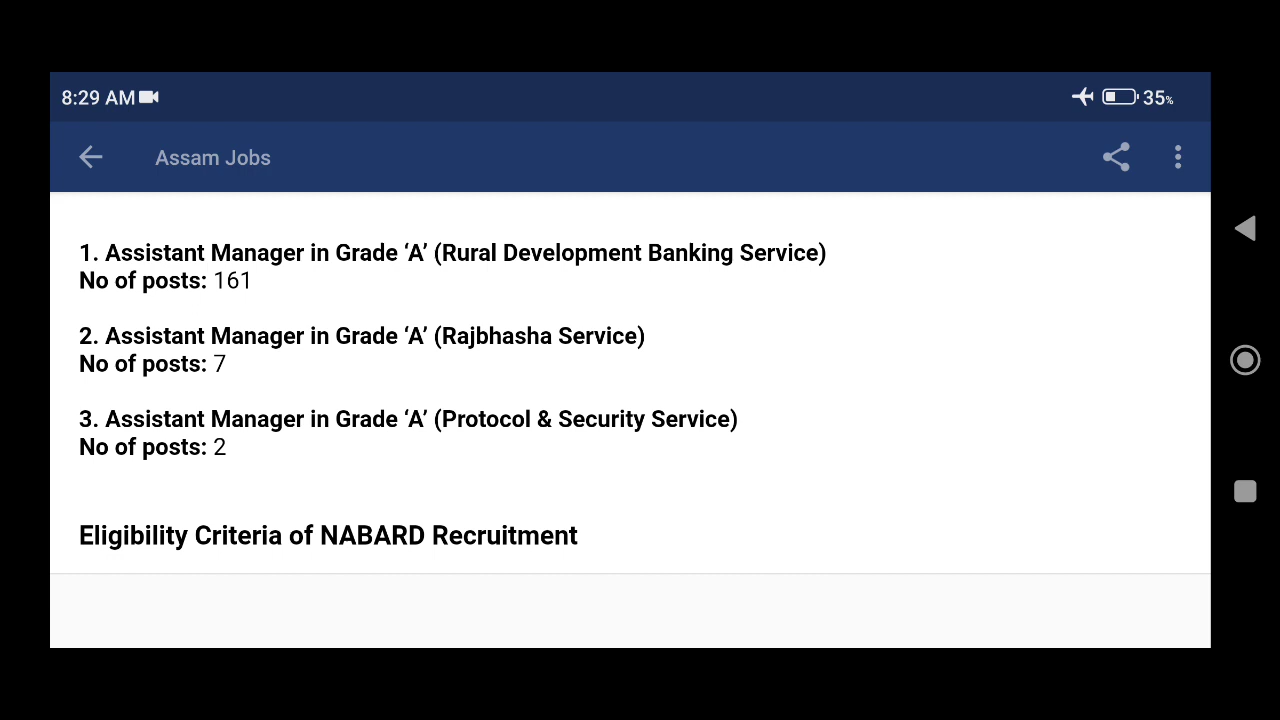 8:29 AM
35%
Assam Jobs
1. Assistant Manager in Grade ‘A’ (Rural Development Banking Service)
No of posts: 161
2. Assistant Manager in Grade ‘A’ (Rajbhasha Service)
No of posts: 7
3. Assistant Manager in Grade ‘A’ (Protocol & Security Service)
No of posts: 2
Eligibility Criteria of NABARD Recruitment